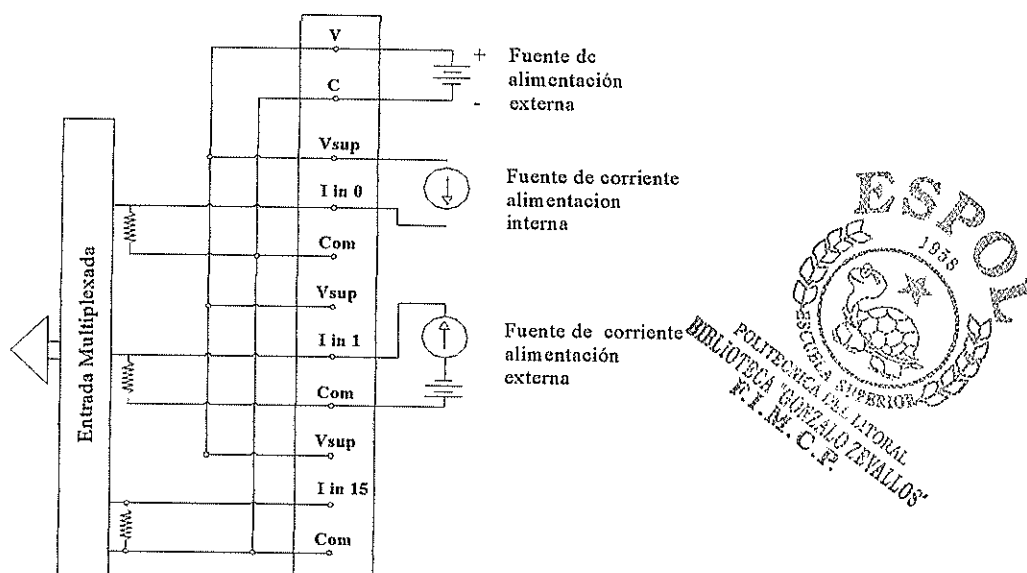 V
+ Fuente de
alimentación
externa
C
-
Vsup
I in 0
Fuente de corriente
alimentacion
interna
Com
Vsup
I in 1
Fuente de corriente
alimentación
externa
Com
Vsup
I in 15
Com
Entrada Multiplexada
ESPOL
1958
ESCUELA SUPERIOR
POLITECNICA DEL LITORAL
BIBLIOTECA "GONZALO ZEVALLOS"
F.I.M.C.P.